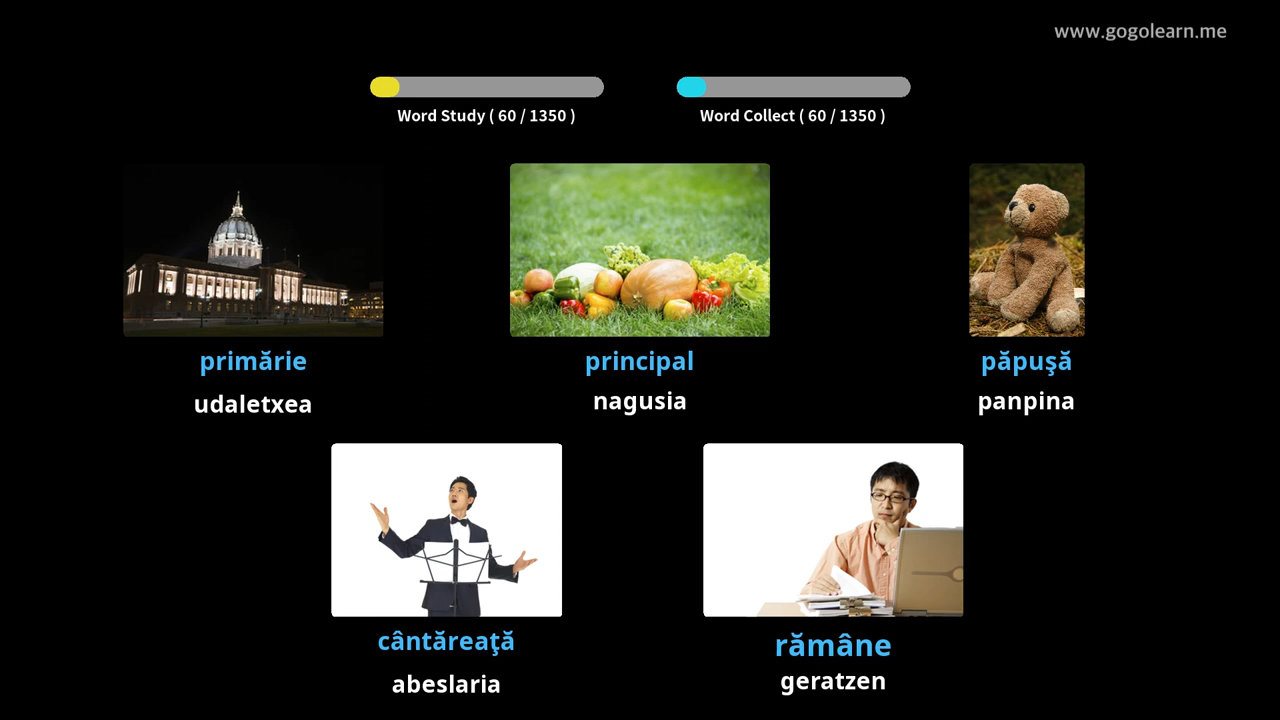 www.gogolearn.me
Word Study ( 60 / 1350 )
Word Collect ( 60 / 1350 )
primărie
udaletxea
principal
nagusia
păpuşă
panpina
cântăreaţă
abeslaria
rămâne
geratzen